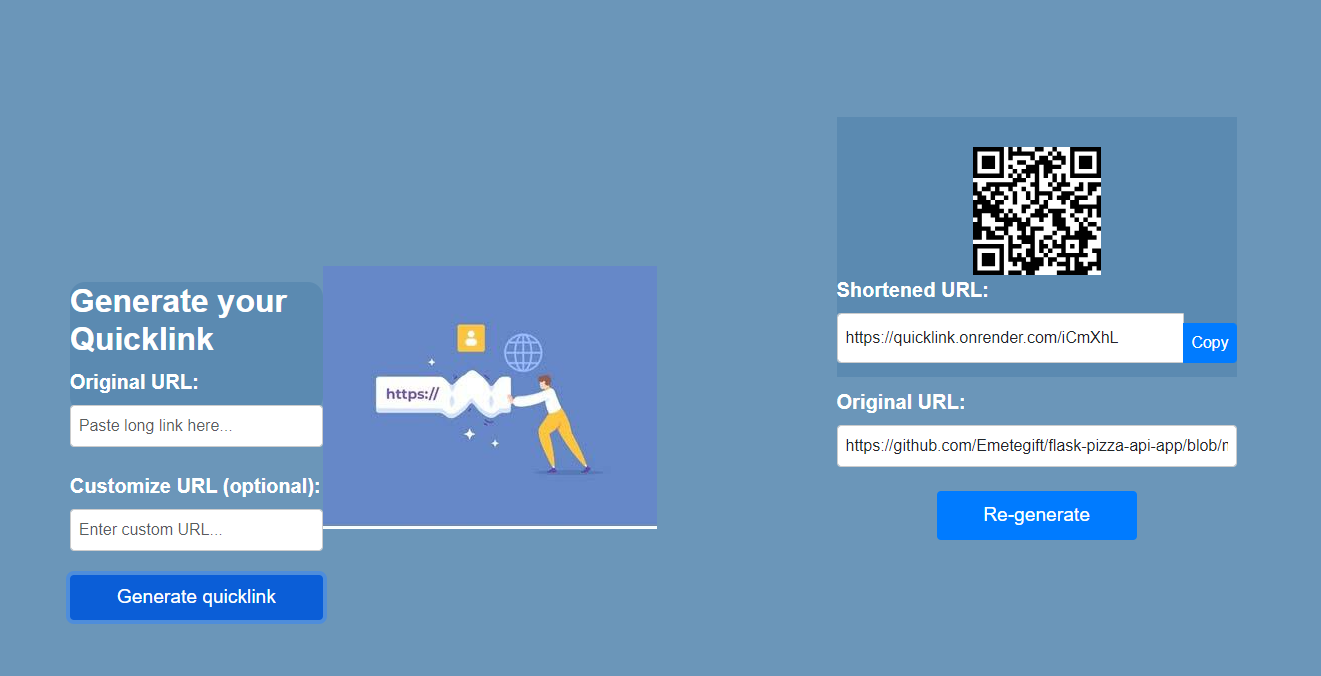 Generate your
Quicklink
Original URL:
Paste long link here...
Customize URL (optional):
Enter custom URL...
Generate quicklink
https://
Shortened URL:
https://quicklink.onrender.com/iCmXhL
Copy
Original URL:
https://github.com/Emetegift/flask-pizza-api-app/blob/
Re-generate